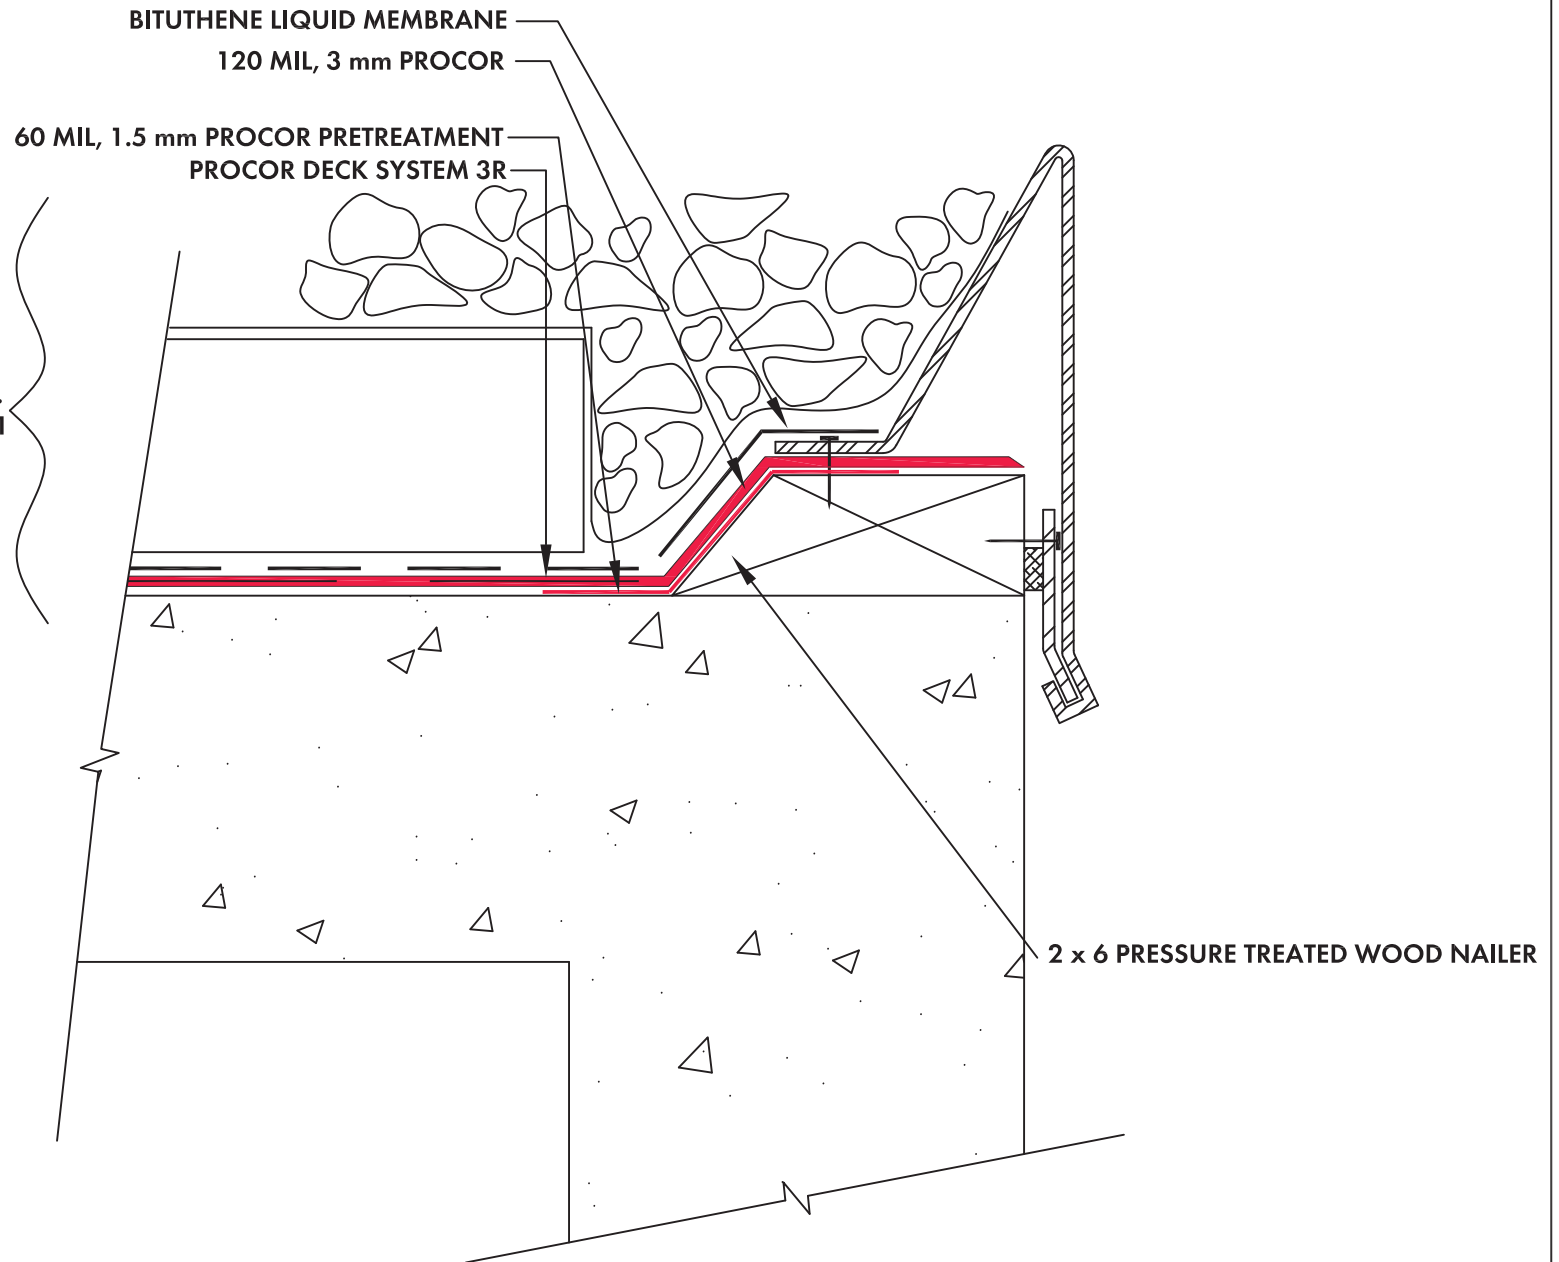 BITUTHENE LIQUID MEMBRANE
120 MIL, 3 mm PROCOR
60 MIL, 1.5 mm PROCOR PRETREATMENT
PROCOR DECK SYSTEM 3R
2 x 6 PRESSURE TREATED WOOD NAILER